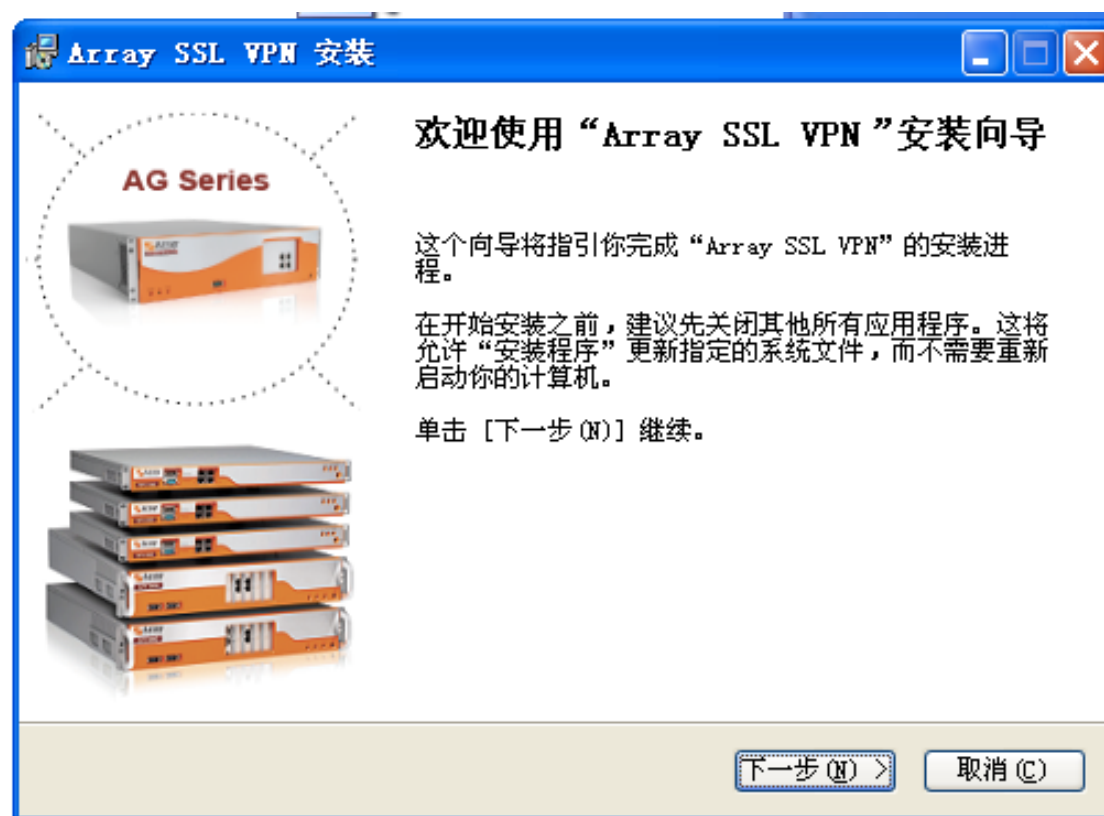 Array SSL VPN 安装
欢迎使用“Array SSL VPN ”安装向导
AG Series
这个向导将指引你完成“Array SSL VPN”的安装进
程。
在开始安装之前，建议先关闭其他所有应用程序。这将
允许“安装程序”更新指定的系统文件，而不需要重新
启动你的计算机。
单击 [下一步(N)] 继续。
下一步(N) >
取消(C)